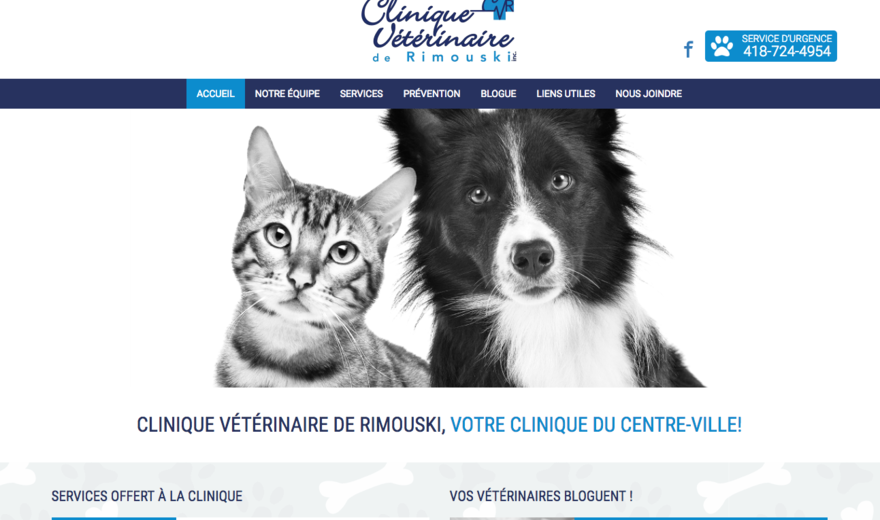 Clinique
Vétérinaire
de Rimouski inc.
SERVICE D'URGENCE
418-724-4954
ACCUEIL NOTRE ÉQUIPE SERVICES PRÉVENTION BLOGUE LIENS UTILES NOUS JOINDRE
CLINIQUE VÉTÉRINAIRE DE RIMOUSKI, VOTRE CLINIQUE DU CENTRE-VILLE!
SERVICES OFFERT À LA CLINIQUE
VOS VÉTÉRINAIRES BLOGUENT !